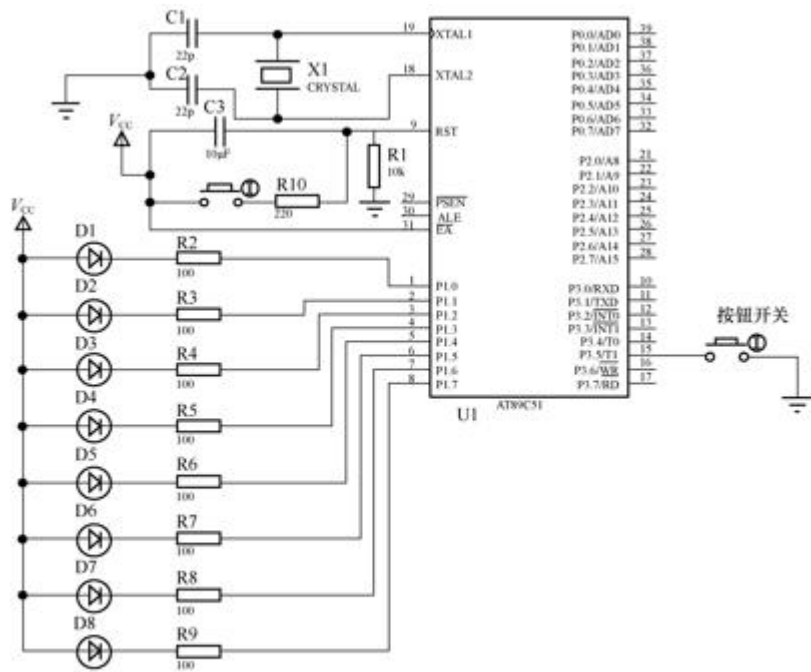 C1
22p
C2
22p
X1
CRYSTAL
C3
10μF
VCC
R10
220
R1
10k
VCC
D1
R2
100
D2
R3
100
D3
R4
100
D4
R5
100
D5
R6
100
D6
R7
100
D7
R8
100
D8
R9
100
19 XTAL1
18 XTAL2
9 RST
29 PSEN
30 ALE
31 EA
1 P1.0
2 P1.1
3 P1.2
4 P1.3
5 P1.4
6 P1.5
7 P1.6
8 P1.7
P0.0/AD0 39
P0.1/AD1 38
P0.2/AD2 37
P0.3/AD3 36
P0.4/AD4 35
P0.5/AD5 34
P0.6/AD6 33
P0.7/AD7 32
P2.0/A8 21
P2.1/A9 22
P2.2/A10 23
P2.3/A11 24
P2.4/A12 25
P2.5/A13 26
P2.6/A14 27
P2.7/A15 28
P3.0/RXD 10
P3.1/TXD 11
P3.2/INT0 12
P3.3/INT1 13
P3.4/T0 14
P3.5/T1 15
P3.6/WR 16
P3.7/RD 17
U1
AT89C51
按钮开关